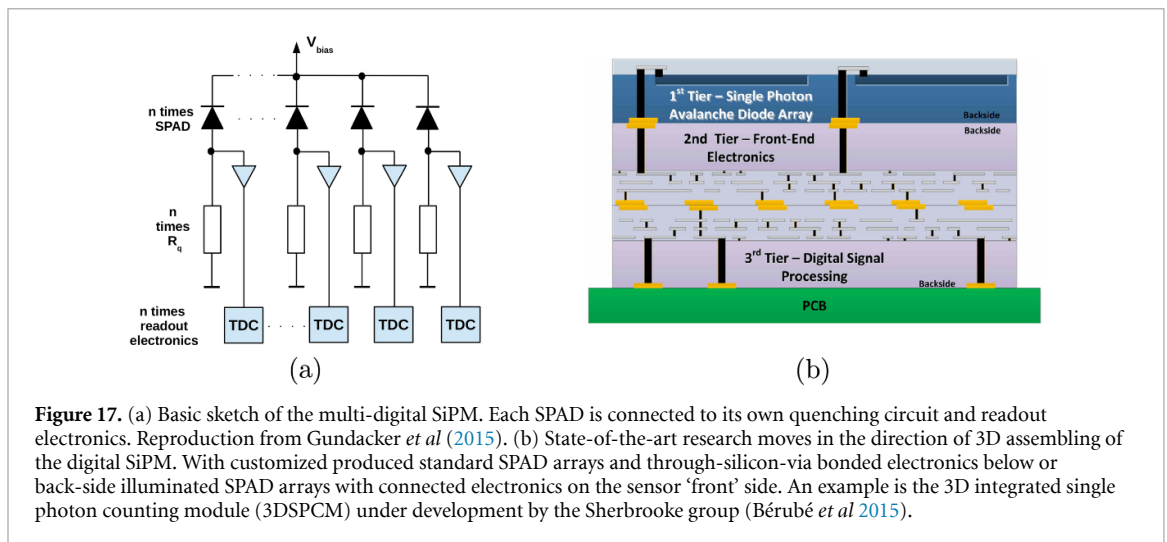 V_bias
n times
SPAD
n
times
R_q
n times
readout
electronics
TDC
TDC
TDC
TDC
(a)
1st Tier – Single Photon
Avalanche Diode Array
Backside
Backside
2nd Tier – Front-End
Electronics
3rd Tier – Digital Signal
Processing
Backside
PCB
(b)
Figure 17. (a) Basic sketch of the multi-digital SiPM. Each SPAD is connected to its own quenching circuit and readout
electronics. Reproduction from Gundacker et al (2015). (b) State-of-the-art research moves in the direction of 3D assembling of
the digital SiPM. With customized produced standard SPAD arrays and through-silicon-via bonded electronics below or
back-side illuminated SPAD arrays with connected electronics on the sensor ‘front’ side. An example is the 3D integrated single
photon counting module (3DSPCM) under development by the Sherbrooke group (Bérubé et al 2015).